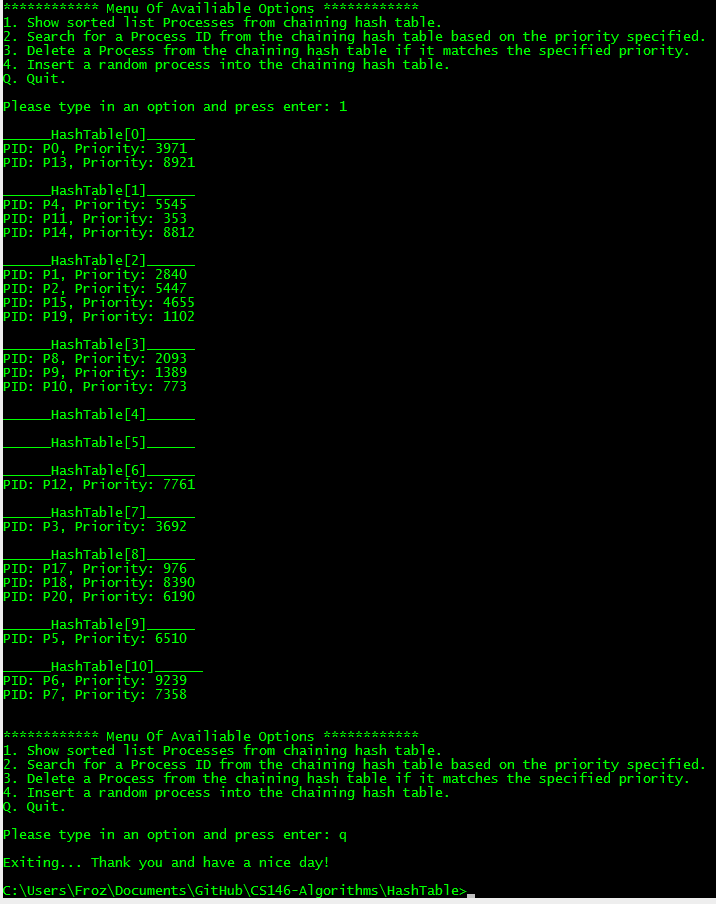 ************ Menu Of Availiable Options ************
1. Show sorted list Processes from chaining hash table.
2. Search for a Process ID from the chaining hash table based on the priority specified.
3. Delete a Process from the chaining hash table if it matches the specified priority.
4. Insert a random process into the chaining hash table.
Q. Quit.
Please type in an option and press enter: 1
______HashTable[0]______
PID: P0, Priority: 3971
PID: P13, Priority: 8921
______HashTable[1]______
PID: P4, Priority: 5545
PID: P11, Priority: 353
PID: P14, Priority: 8812
______HashTable[2]______
PID: P1, Priority: 2840
PID: P2, Priority: 5447
PID: P15, Priority: 4655
PID: P19, Priority: 1102
______HashTable[3]______
PID: P8, Priority: 2093
PID: P9, Priority: 1389
PID: P10, Priority: 773
______HashTable[4]______
______HashTable[5]______
______HashTable[6]______
PID: P12, Priority: 7761
______HashTable[7]______
PID: P3, Priority: 3692
______HashTable[8]______
PID: P17, Priority: 976
PID: P18, Priority: 8390
PID: P20, Priority: 6190
______HashTable[9]______
PID: P5, Priority: 6510
______HashTable[10]______
PID: P6, Priority: 9239
PID: P7, Priority: 7358
************ Menu Of Availiable Options ************
1. Show sorted list Processes from chaining hash table.
2. Search for a Process ID from the chaining hash table based on the priority specified.
3. Delete a Process from the chaining hash table if it matches the specified priority.
4. Insert a random process into the chaining hash table.
Q. Quit.
Please type in an option and press enter: q
Exiting... Thank you and have a nice day!
C:\Users\Froz\Documents\GitHub\CS146-Algorithms\HashTable>_